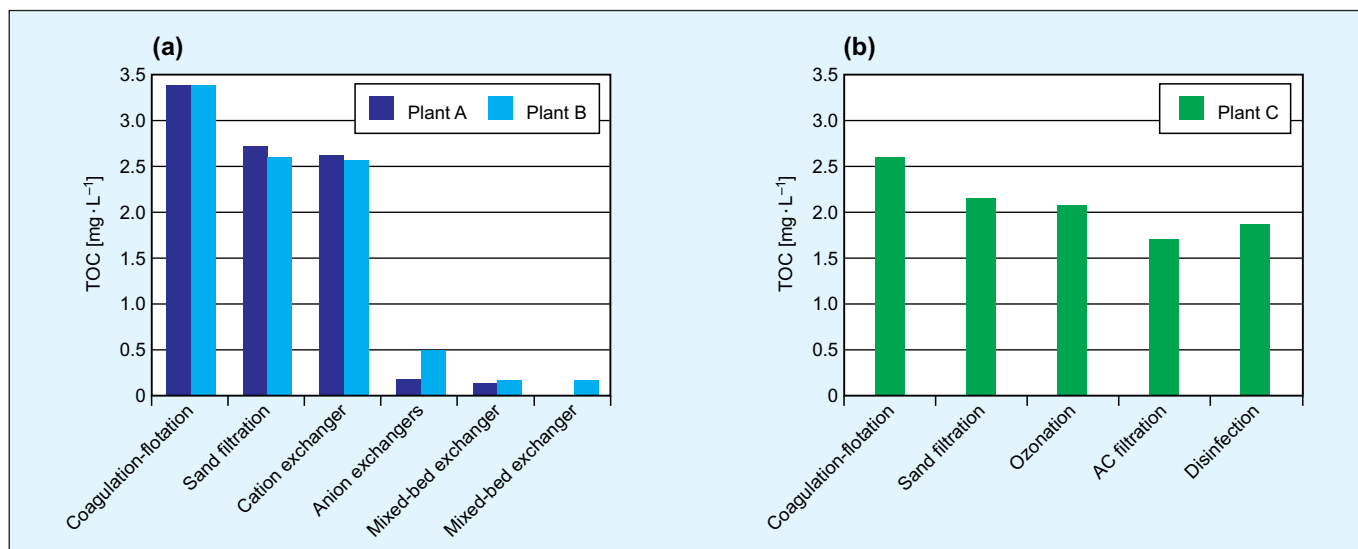 (a)
TOC [mg·L⁻¹]
3.5
3.0
2.5
2.0
1.5
1.0
0.5
0
Plant A
Plant B
Coagulation-flotation
Sand filtration
Cation exchanger
Anion exchangers
Mixed-bed exchanger
Mixed-bed exchanger
(b)
TOC [mg·L⁻¹]
3.5
3.0
2.5
2.0
1.5
1.0
0.5
0
Plant C
Coagulation-flotation
Sand filtration
Ozonation
AC filtration
Disinfection